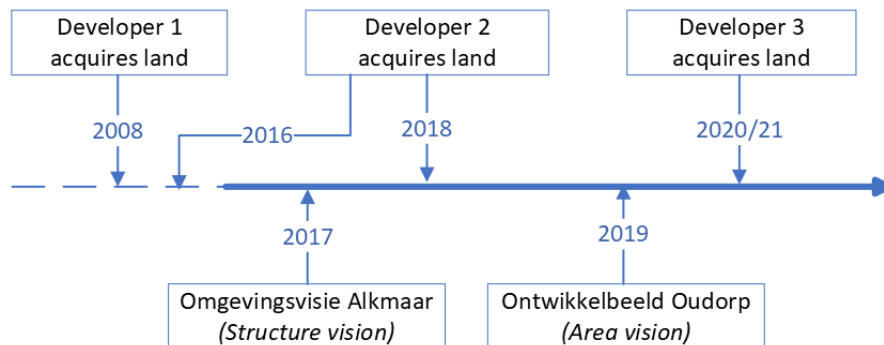 Developer 1
acquires land
Developer 2
acquires land
Developer 3
acquires land
2008
2016
2018
2020/21
2017
2019
Omgevingsvisie Alkmaar
(Structure vision)
Ontwikkelbeeld Oudorp
(Area vision)